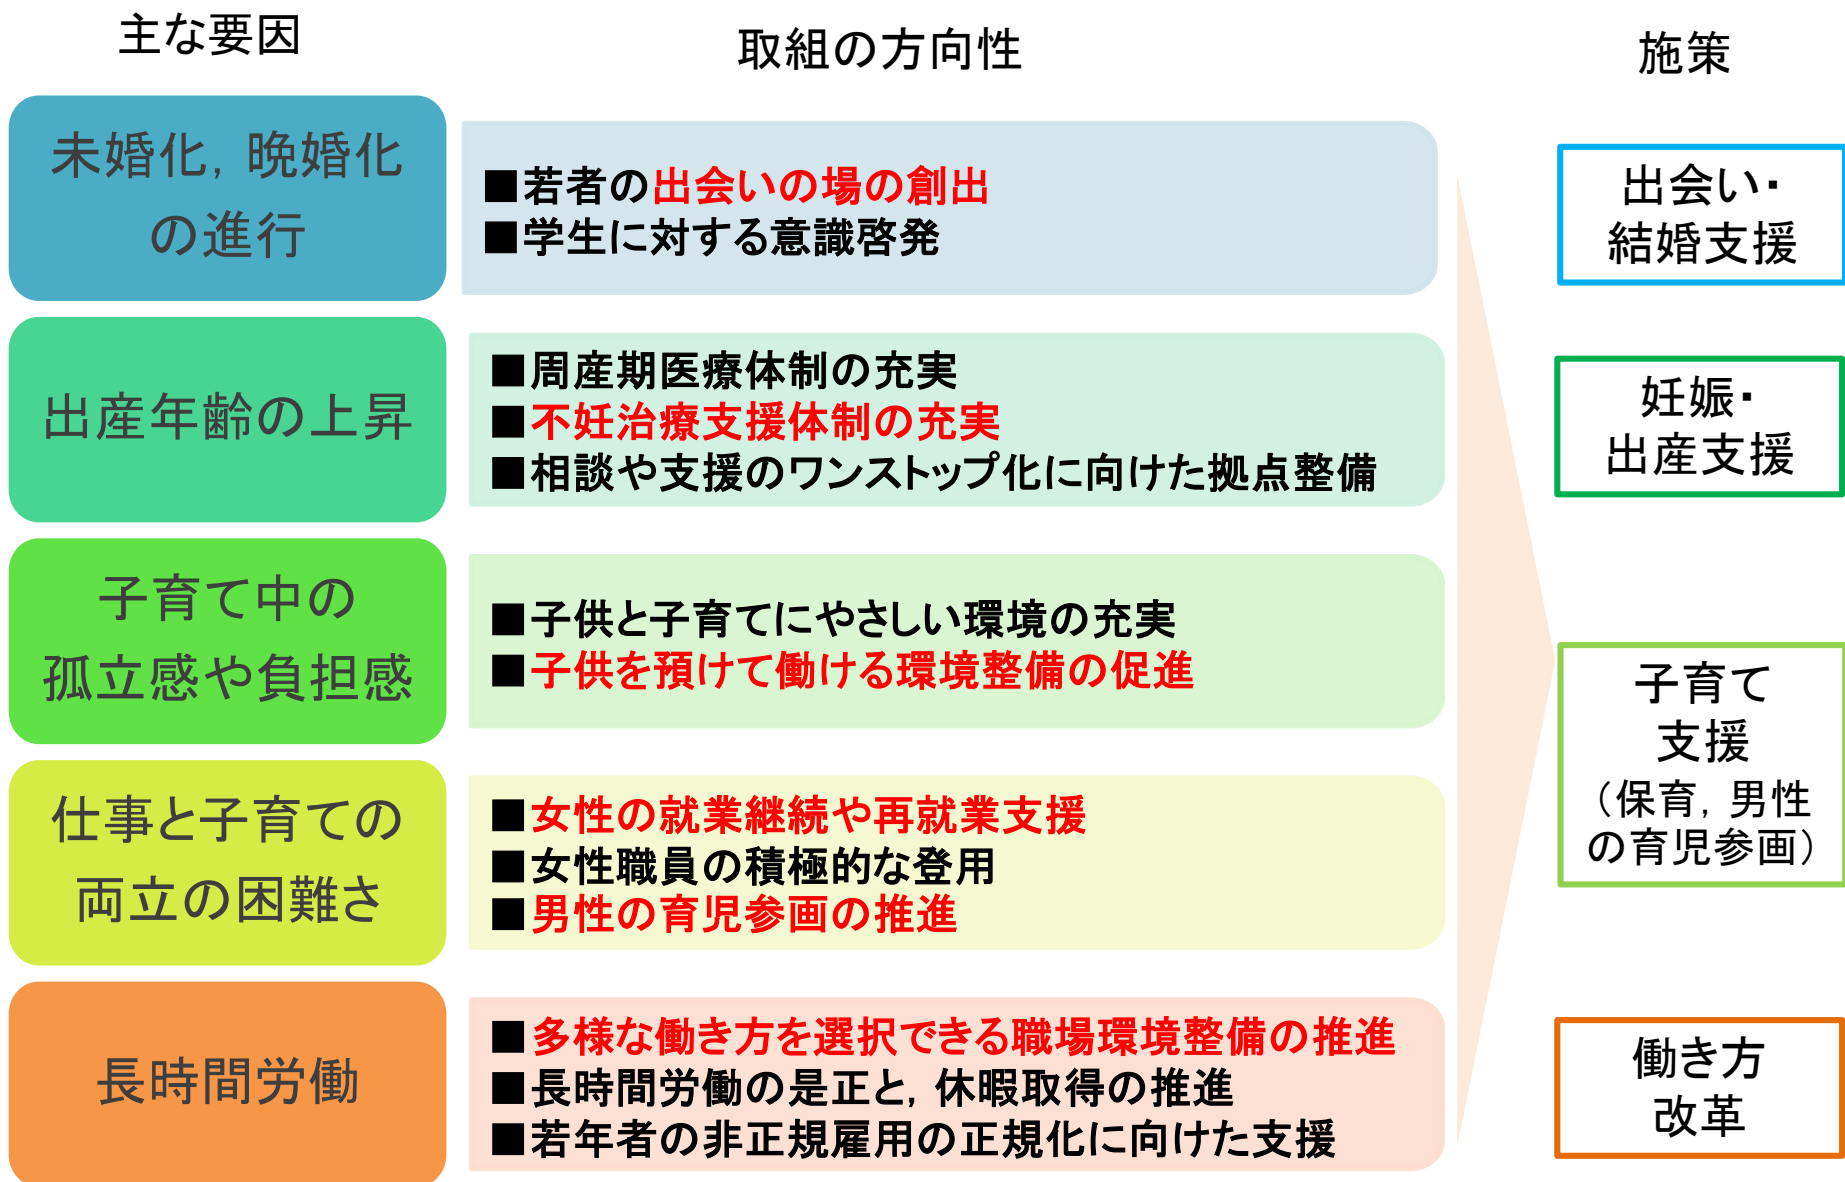 主な要因
取組の方向性
施策
未婚化，晩婚化
の進行
■若者の出会いの場の創出
■学生に対する意識啓発
出会い・
結婚支援
出産年齢の上昇
■周産期医療体制の充実
■不妊治療支援体制の充実
■相談や支援のワンストップ化に向けた拠点整備
妊娠・
出産支援
子育て中の
孤立感や負担感
■子供と子育てにやさしい環境の充実
■子供を預けて働ける環境整備の促進
子育て
支援
（保育，男性
の育児参画）
仕事と子育ての
両立の困難さ
■女性の就業継続や再就業支援
■女性職員の積極的な登用
■男性の育児参画の推進
長時間労働
■多様な働き方を選択できる職場環境整備の推進
■長時間労働の是正と，休暇取得の推進
■若年者の非正規雇用の正規化に向けた支援
働き方
改革